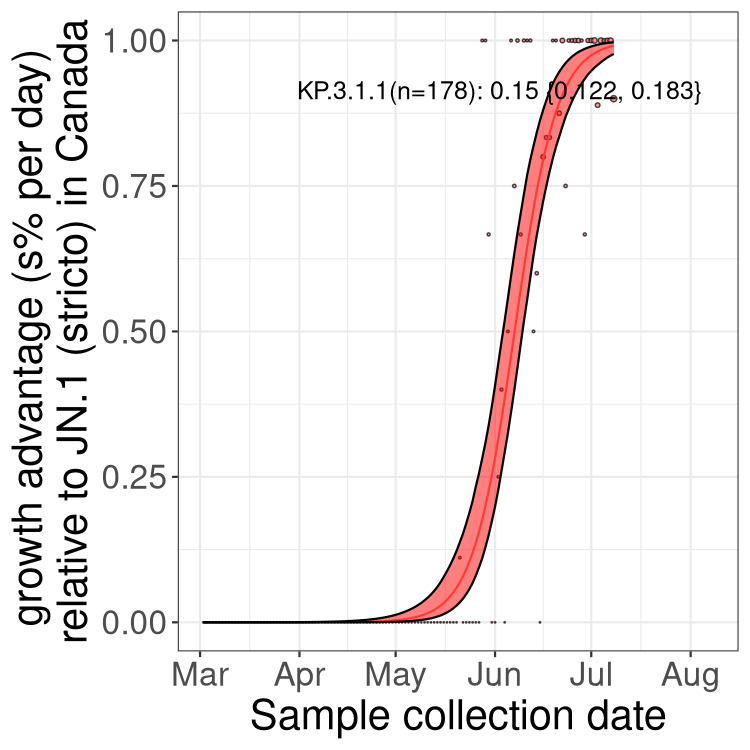 growth advantage (s% per day)
relative to JN.1 (stricto) in Canada
1.00
0.75
0.50
0.25
0.00
KP.3.1.1(n=178): 0.15 {0.122, 0.183}
Mar Apr May Jun Jul Aug
Sample collection date